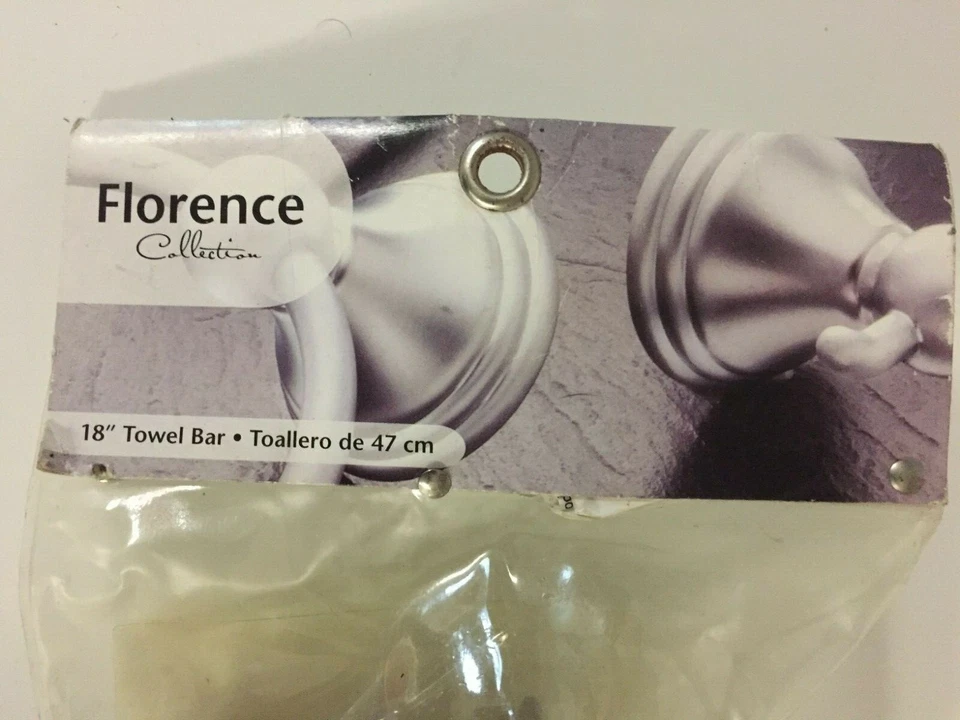 Florence
Collection
18” Towel Bar • Toallero de 47 cm